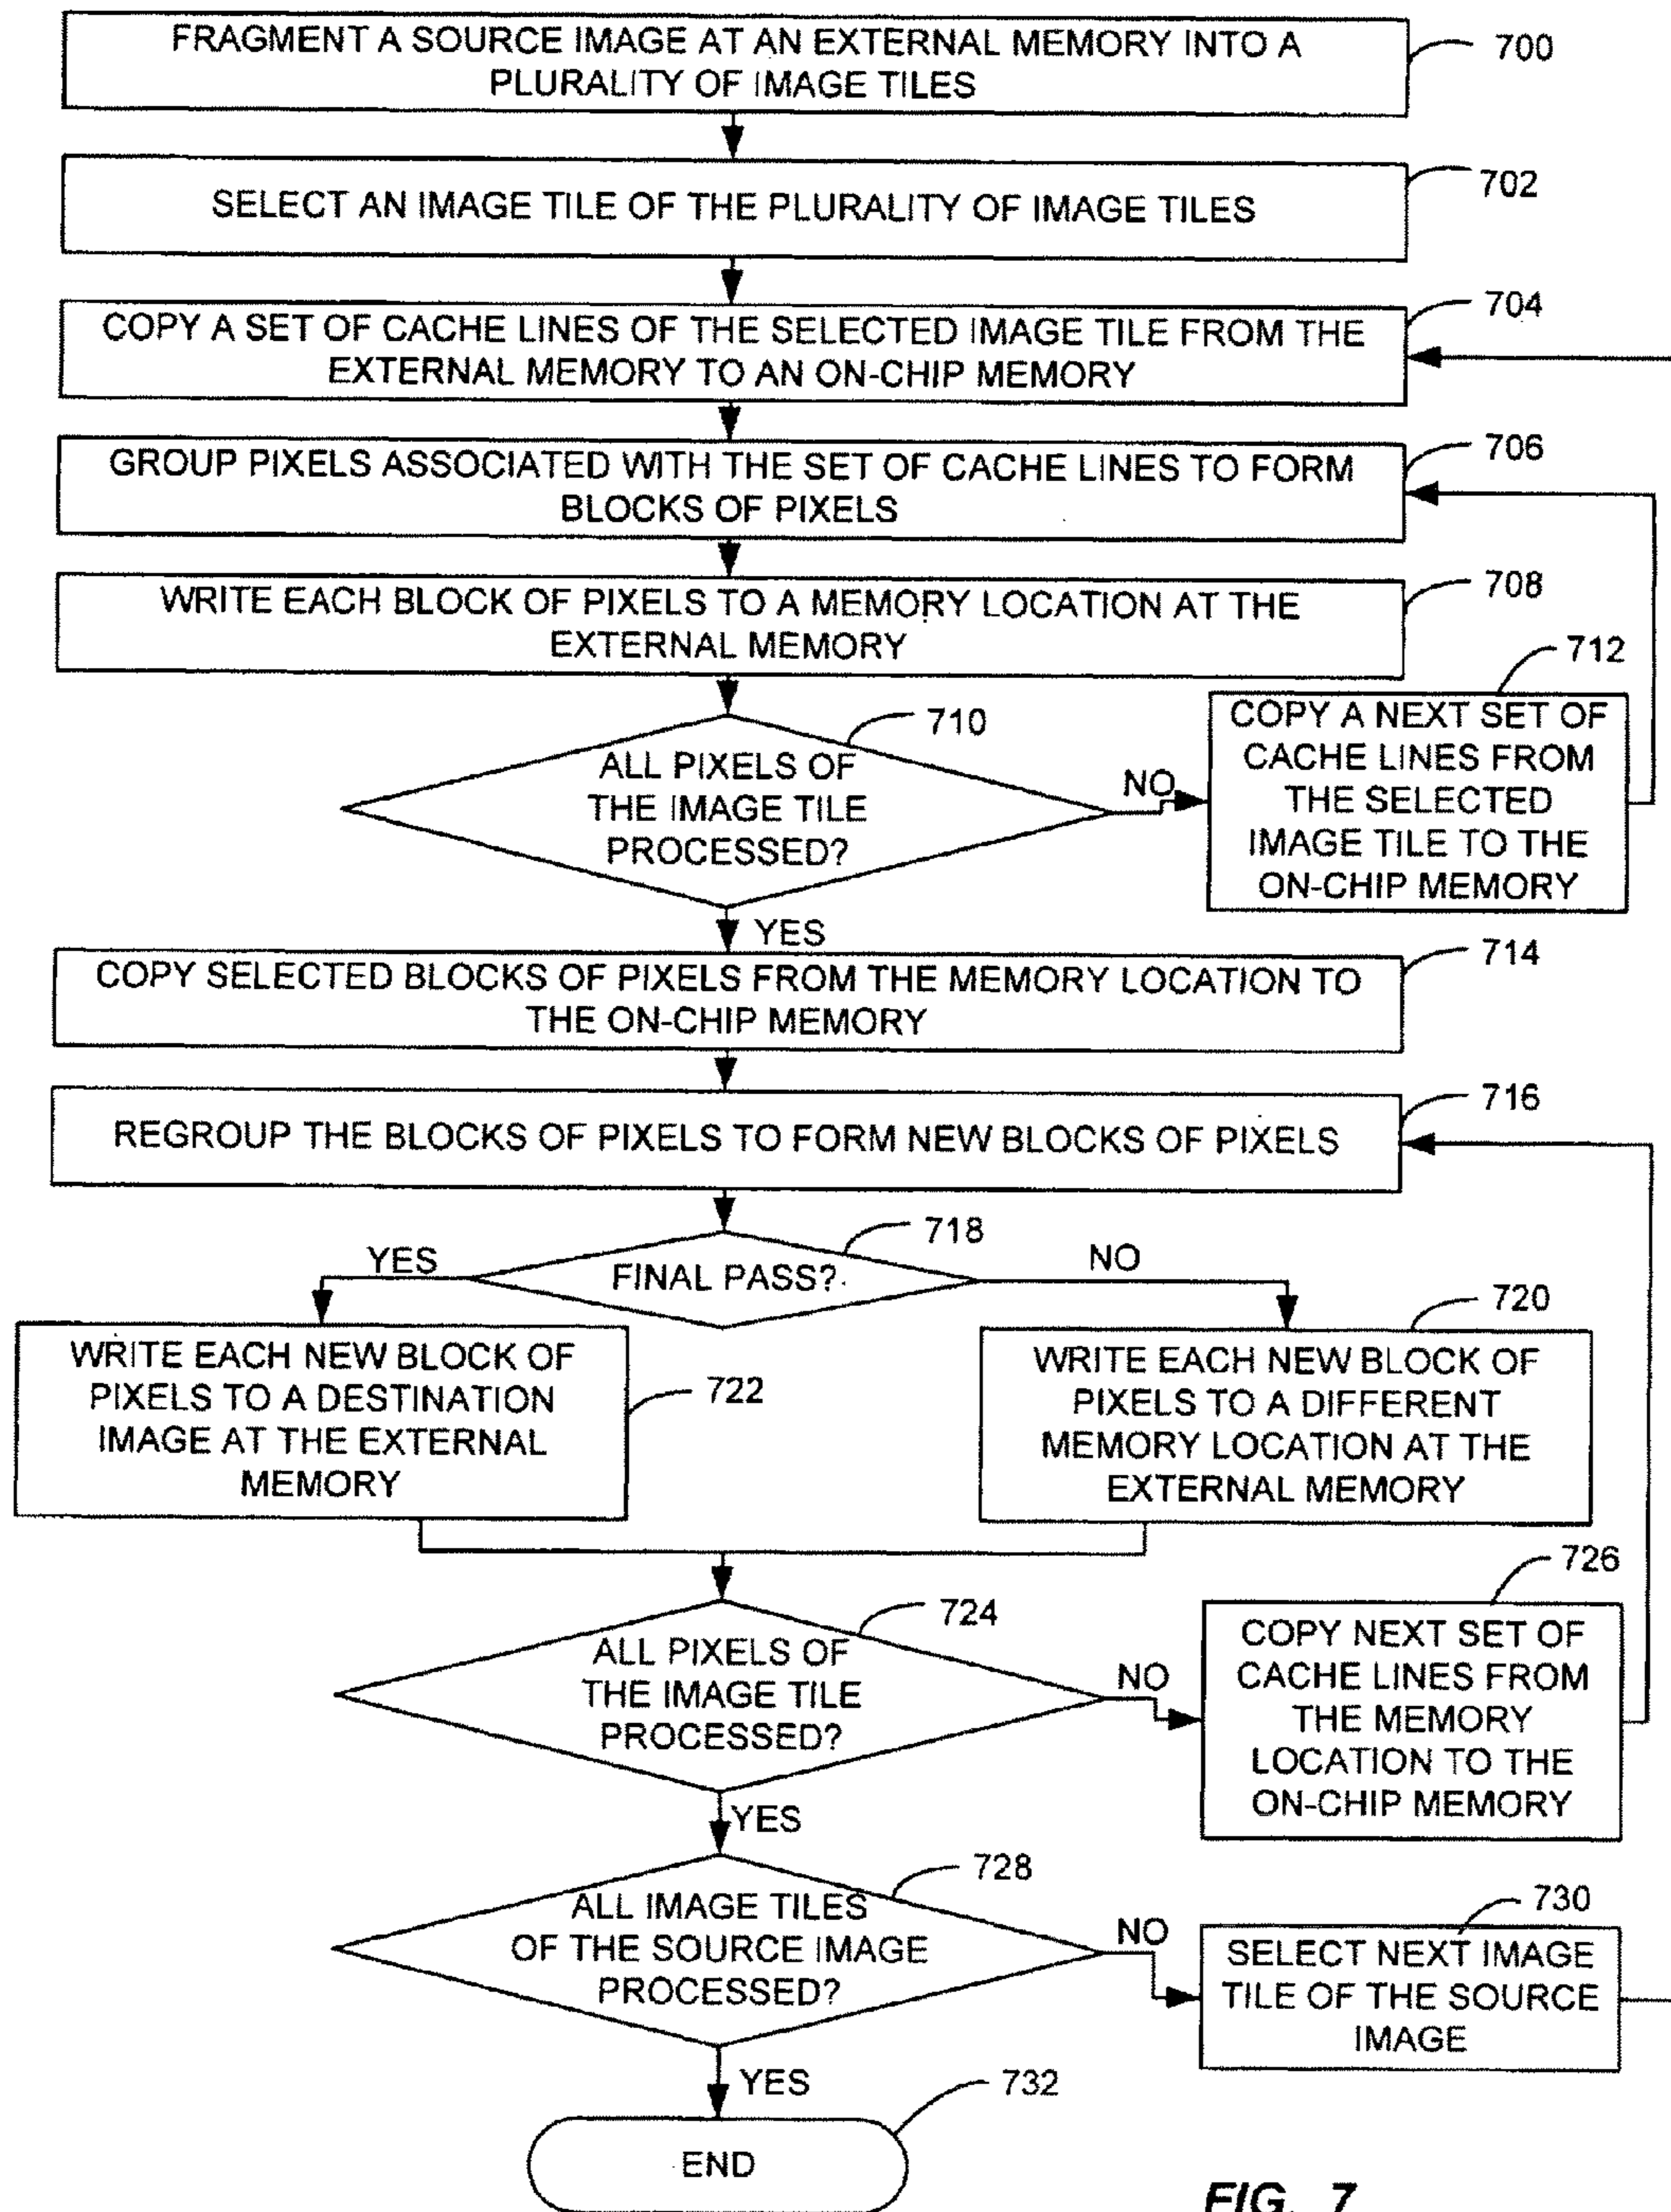 FRAGMENT A SOURCE IMAGE AT AN EXTERNAL MEMORY INTO A
PLURALITY OF IMAGE TILES
700
SELECT AN IMAGE TILE OF THE PLURALITY OF IMAGE TILES
702
COPY A SET OF CACHE LINES OF THE SELECTED IMAGE TILE FROM THE
EXTERNAL MEMORY TO AN ON-CHIP MEMORY
704
GROUP PIXELS ASSOCIATED WITH THE SET OF CACHE LINES TO FORM
BLOCKS OF PIXELS
706
WRITE EACH BLOCK OF PIXELS TO A MEMORY LOCATION AT THE
EXTERNAL MEMORY
708
710
ALL PIXELS OF
THE IMAGE TILE
PROCESSED?
NO
712
COPY A NEXT SET OF
CACHE LINES FROM
THE SELECTED
IMAGE TILE TO THE
ON-CHIP MEMORY
YES
COPY SELECTED BLOCKS OF PIXELS FROM THE MEMORY LOCATION TO
THE ON-CHIP MEMORY
714
REGROUP THE BLOCKS OF PIXELS TO FORM NEW BLOCKS OF PIXELS
716
718
YES
FINAL PASS?
NO
WRITE EACH NEW BLOCK OF
PIXELS TO A DESTINATION
IMAGE AT THE EXTERNAL
MEMORY
722
720
WRITE EACH NEW BLOCK OF
PIXELS TO A DIFFERENT
MEMORY LOCATION AT THE
EXTERNAL MEMORY
724
ALL PIXELS OF
THE IMAGE TILE
PROCESSED?
NO
726
COPY NEXT SET OF
CACHE LINES FROM
THE MEMORY
LOCATION TO THE
ON-CHIP MEMORY
YES
728
ALL IMAGE TILES
OF THE SOURCE IMAGE
PROCESSED?
NO
730
SELECT NEXT IMAGE
TILE OF THE SOURCE
IMAGE
YES
732
END
FIG. 7